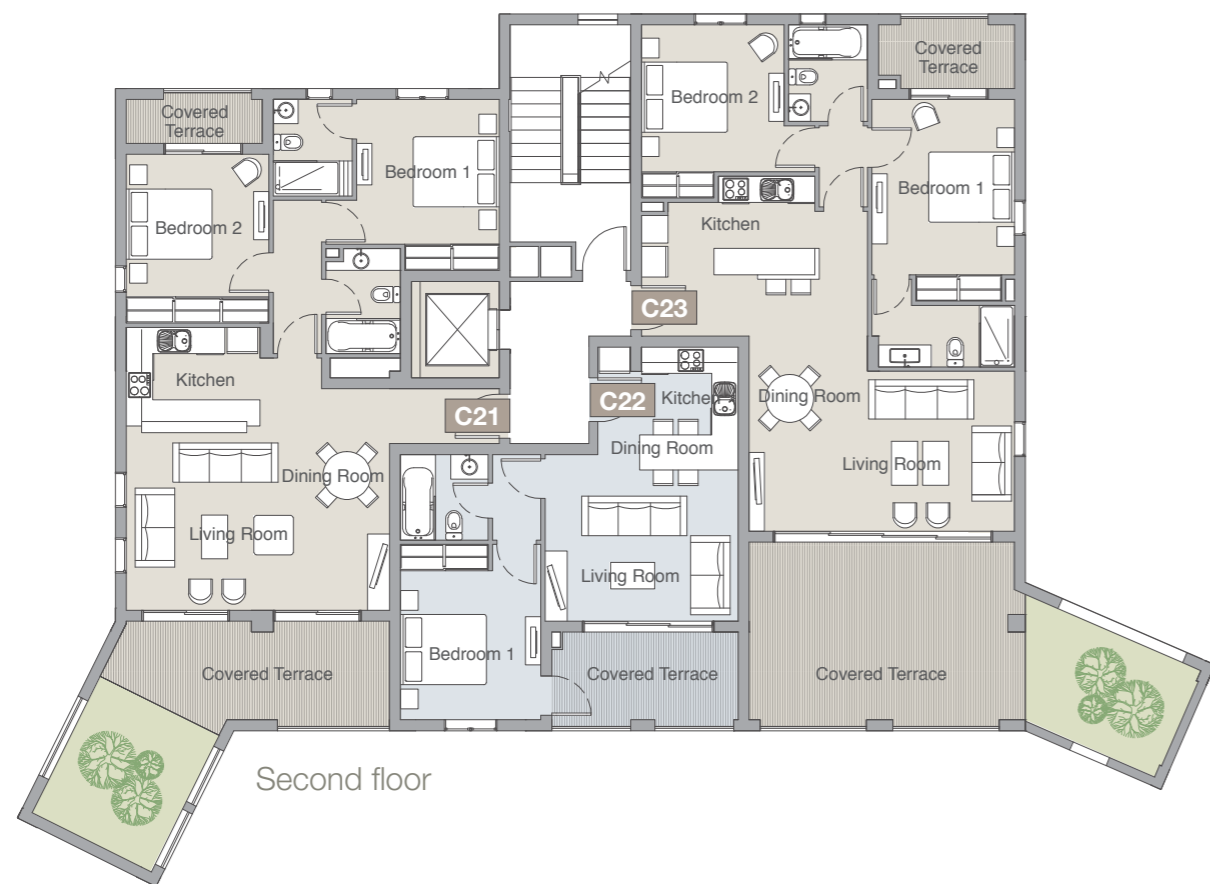 Covered
Terrace
Bedroom 2
Covered
Terrace
Bedroom 1
Bedroom 2
Bedroom 1
Kitchen
C23
Kitchen
C21
C22
Kitchen
Dining Room
Dining Room
Dining Room
Living Room
Living Room
Living Room
Bedroom 1
Covered Terrace
Covered Terrace
Covered Terrace
Second floor